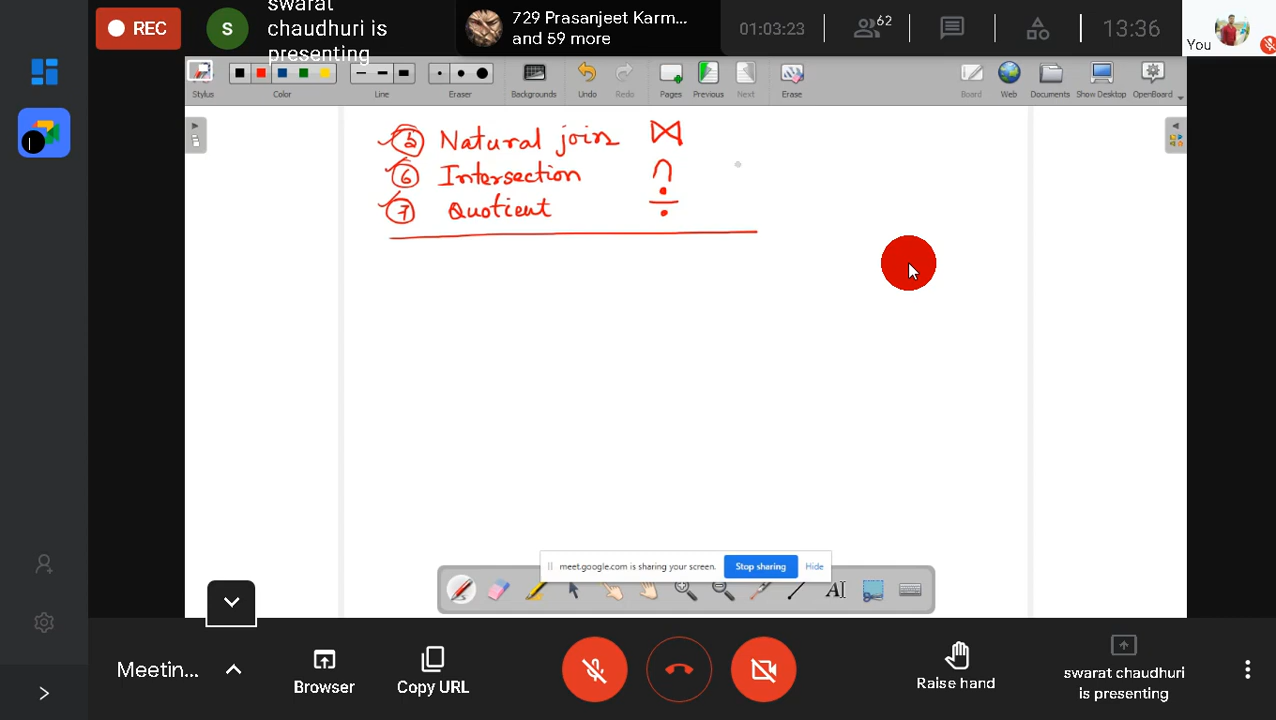 REC
S
swarat chaudhuri is presenting
729 Prasanjeet Karm...
and 59 more
01:03:23
62
13:36
You
Stylus
Color
Line
Eraser
Backgrounds
Undo
Redo
Pages
Previous
Next
Erase
Board
Web
Documents
Show Desktop
OpenBoard
⑤ Natural join ⋈
⑥ Intersection ∩
⑦ Quotient ÷
meet.google.com is sharing your screen.
Stop sharing
Hide
AI
Meetin...
Browser
Copy URL
Raise hand
swarat chaudhuri
is presenting